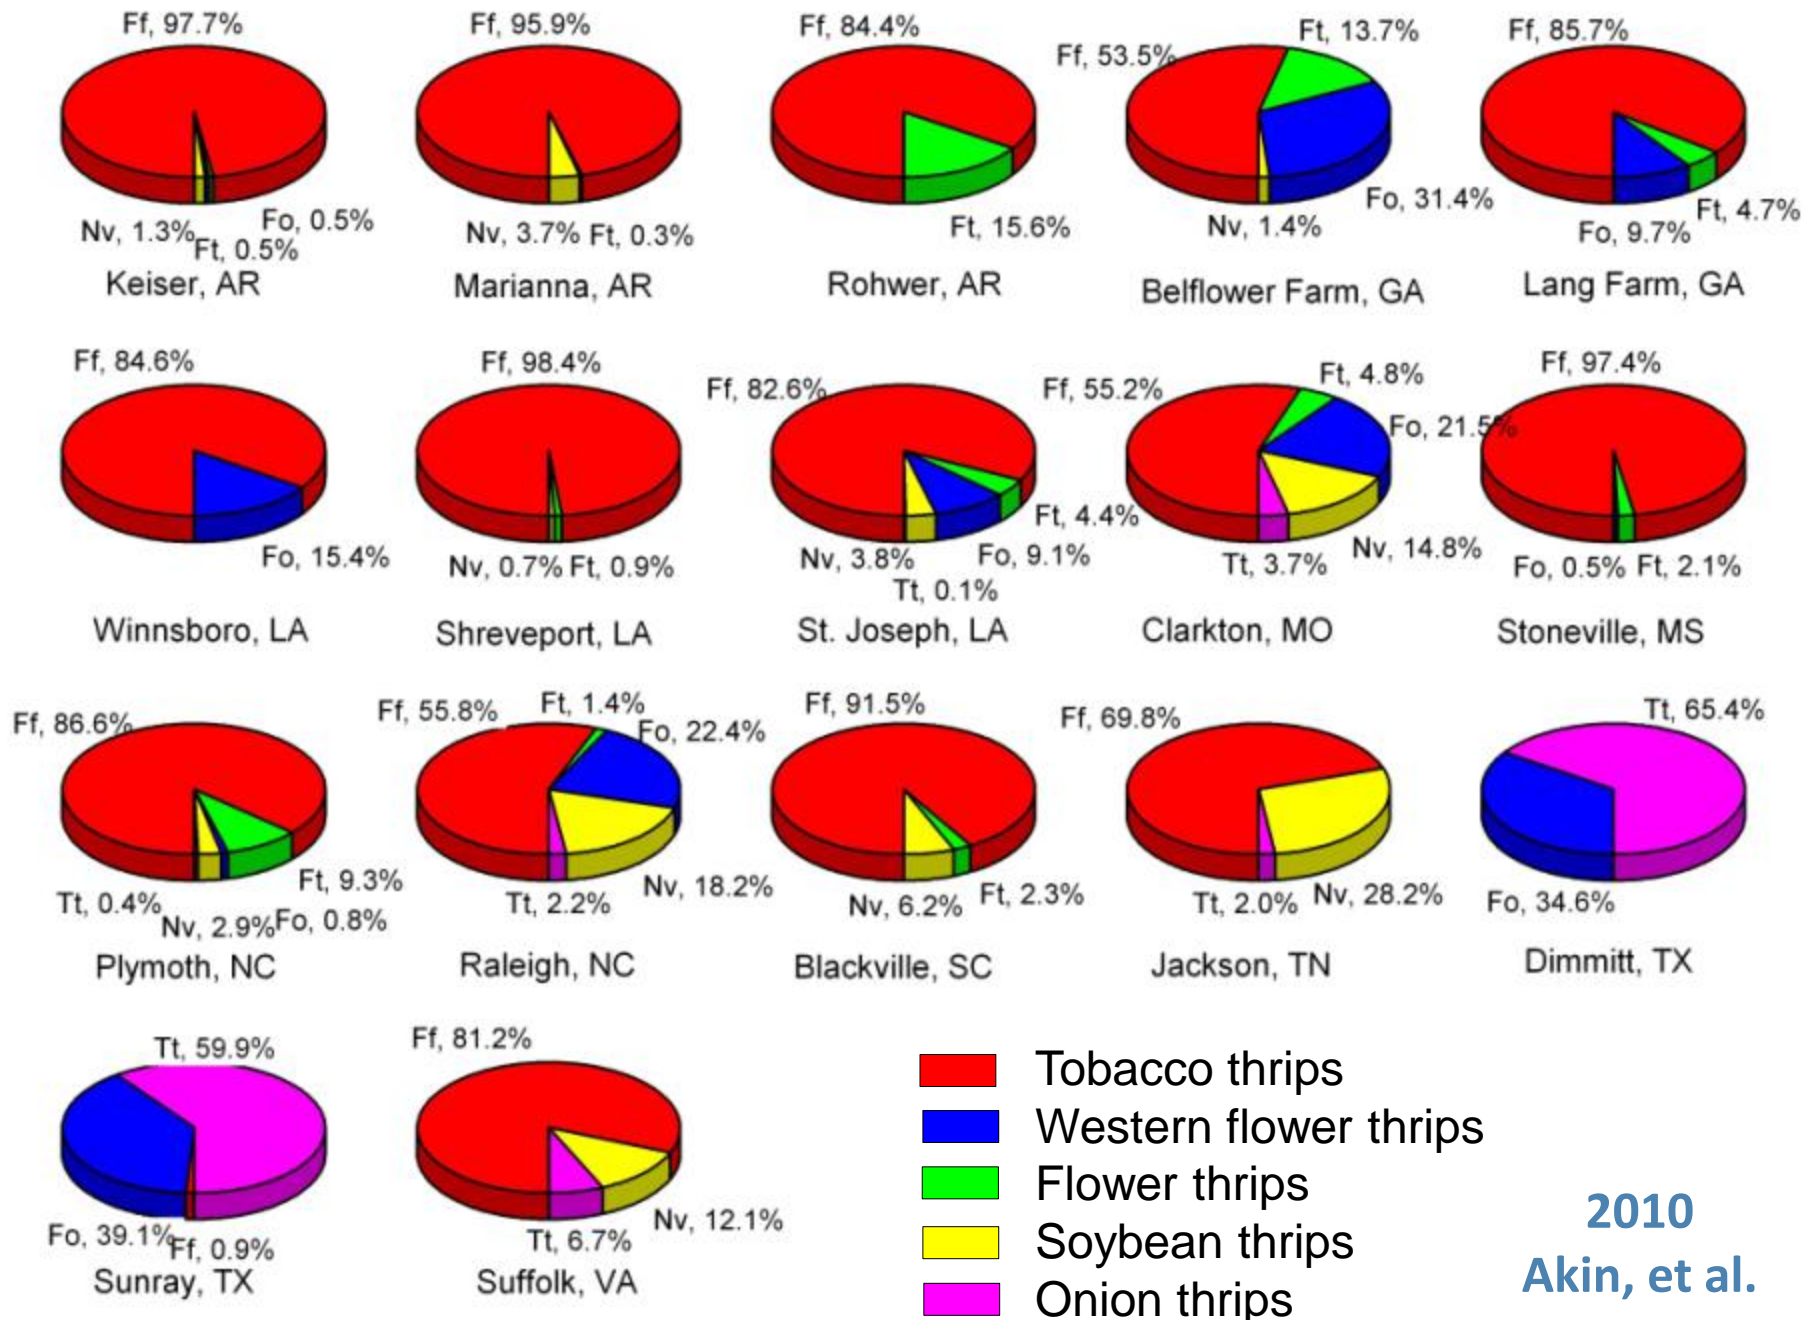 Ff, 97.7%
Nv, 1.3%
Ft, 0.5%
Fo, 0.5%
Keiser, AR
Ff, 95.9%
Nv, 3.7%
Ft, 0.3%
Marianna, AR
Ff, 84.4%
Ft, 15.6%
Rohwer, AR
Ff, 53.5%
Ft, 13.7%
Fo, 31.4%
Nv, 1.4%
Belflower Farm, GA
Ff, 85.7%
Ft, 4.7%
Fo, 9.7%
Lang Farm, GA
Ff, 84.6%
Fo, 15.4%
Winnsboro, LA
Ff, 98.4%
Nv, 0.7%
Ft, 0.9%
Shreveport, LA
Ff, 82.6%
Ft, 4.4%
Fo, 9.1%
Nv, 3.8%
Tt, 0.1%
St. Joseph, LA
Ff, 55.2%
Ft, 4.8%
Fo, 21.5%
Nv, 14.8%
Tt, 3.7%
Clarkton, MO
Ff, 97.4%
Fo, 0.5%
Ft, 2.1%
Stoneville, MS
Ff, 86.6%
Ft, 9.3%
Tt, 0.4%
Nv, 2.9%
Fo, 0.8%
Plymoth, NC
Ff, 55.8%
Ft, 1.4%
Fo, 22.4%
Nv, 18.2%
Tt, 2.2%
Raleigh, NC
Ff, 91.5%
Nv, 6.2%
Ft, 2.3%
Blackville, SC
Ff, 69.8%
Tt, 2.0%
Nv, 28.2%
Jackson, TN
Tt, 65.4%
Fo, 34.6%
Dimmitt, TX
Tt, 59.9%
Fo, 39.1%
Ff, 0.9%
Sunray, TX
Ff, 81.2%
Nv, 12.1%
Tt, 6.7%
Suffolk, VA
Tobacco thrips
Western flower thrips
Flower thrips
Soybean thrips
Onion thrips
2010
Akin, et al.